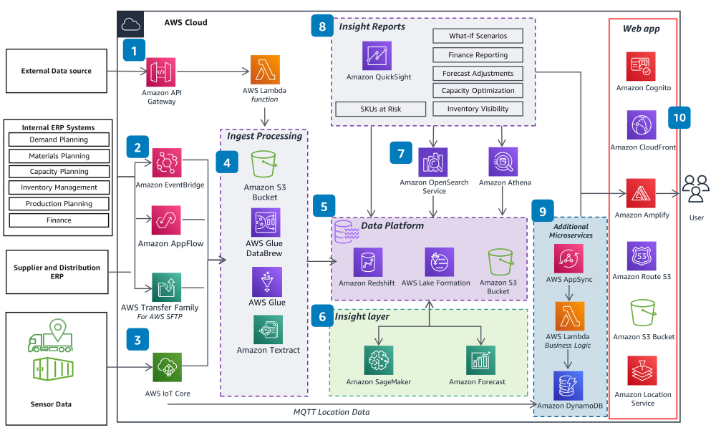 AWS Cloud
1
External Data source
Amazon API
Gateway
AWS Lambda
function
Internal ERP Systems
Demand Planning
Materials Planning
Capacity Planning
Inventory Management
Production Planning
Finance
2
Amazon EventBridge
Amazon AppFlow
Supplier and Distribution
ERP
AWS Transfer Family
For AWS SFTP
3
Sensor Data
AWS IoT Core
MQTT Location Data
Ingest Processing
4
Amazon S3
Bucket
AWS Glue
DataBrew
AWS Glue
Amazon Textract
8
Insight Reports
Amazon QuickSight
SKUs at Risk
What-if Scenarios
Finance Reporting
Forecast Adjustments
Capacity Optimization
Inventory Visibility
7
Amazon OpenSearch
Service
Amazon Athena
5
Data Platform
Amazon Redshift
AWS Lake Formation
Amazon S3
Bucket
6
Insight layer
Amazon SageMaker
Amazon Forecast
9
Additional
Microservices
AWS AppSync
AWS Lambda
Business Logic
Amazon DynamoDB
Web app
Amazon Cognito
10
Amazon CloudFront
Amazon Amplify
User
53
Amazon Route 53
Amazon S3
Bucket
Amazon Location
Service